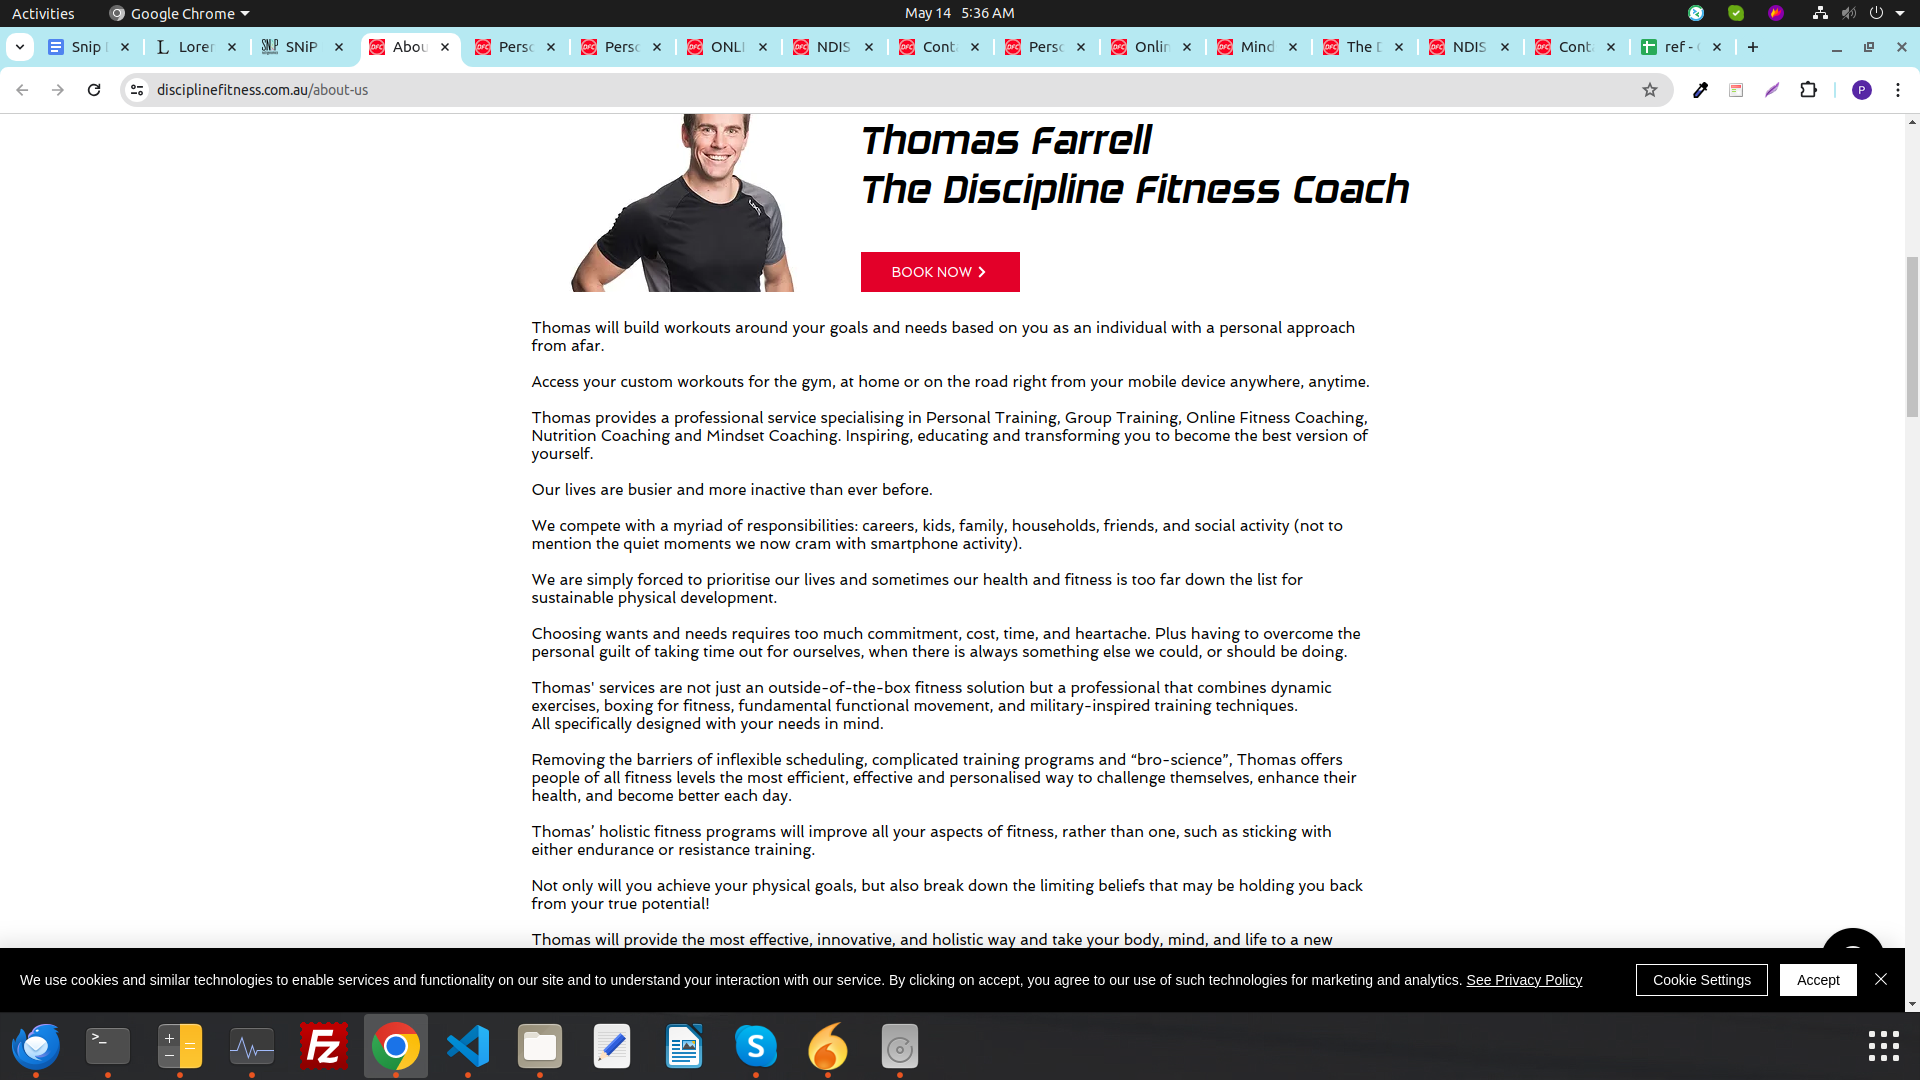 Activities
Google Chrome
May 14 5:36 AM
Snip
Lorer
SNiP
Abou
Perso
Perso
ONLI
NDIS
Conta
Perso
Onlin
Mind
The D
NDIS
Conta
ref -
disciplinefitness.com.au/about-us
P
Thomas Farrell
The Discipline Fitness Coach
BOOK NOW
Thomas will build workouts around your goals and needs based on you as an individual with a personal approach
from afar.
Access your custom workouts for the gym, at home or on the road right from your mobile device anywhere, anytime.
Thomas provides a professional service specialising in Personal Training, Group Training, Online Fitness Coaching,
Nutrition Coaching and Mindset Coaching. Inspiring, educating and transforming you to become the best version of
yourself.
Our lives are busier and more inactive than ever before.
We compete with a myriad of responsibilities: careers, kids, family, households, friends, and social activity (not to
mention the quiet moments we now cram with smartphone activity).
We are simply forced to prioritise our lives and sometimes our health and fitness is too far down the list for
sustainable physical development.
Choosing wants and needs requires too much commitment, cost, time, and heartache. Plus having to overcome the
personal guilt of taking time out for ourselves, when there is always something else we could, or should be doing.
Thomas' services are not just an outside-of-the-box fitness solution but a professional that combines dynamic
exercises, boxing for fitness, fundamental functional movement, and military-inspired training techniques.
All specifically designed with your needs in mind.
Removing the barriers of inflexible scheduling, complicated training programs and “bro-science”, Thomas offers
people of all fitness levels the most efficient, effective and personalised way to challenge themselves, enhance their
health, and become better each day.
Thomas’ holistic fitness programs will improve all your aspects of fitness, rather than one, such as sticking with
either endurance or resistance training.
Not only will you achieve your physical goals, but also break down the limiting beliefs that may be holding you back
from your true potential!
Thomas will provide the most effective, innovative, and holistic way and take your body, mind, and life to a new
We use cookies and similar technologies to enable services and functionality on our site and to understand your interaction with our service. By clicking on accept, you agree to our use of such technologies for marketing and analytics. See Privacy Policy
Cookie Settings
Accept